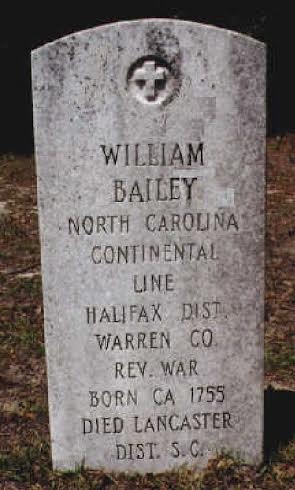 WILLIAM
BAILEY
NORTH CAROLINA
CONTINENTAL
LINE
HALIFAX DIST.
WARREN CO
REV. WAR
BORN CA 1755
DIED LANCASTER
DIST. S.C.